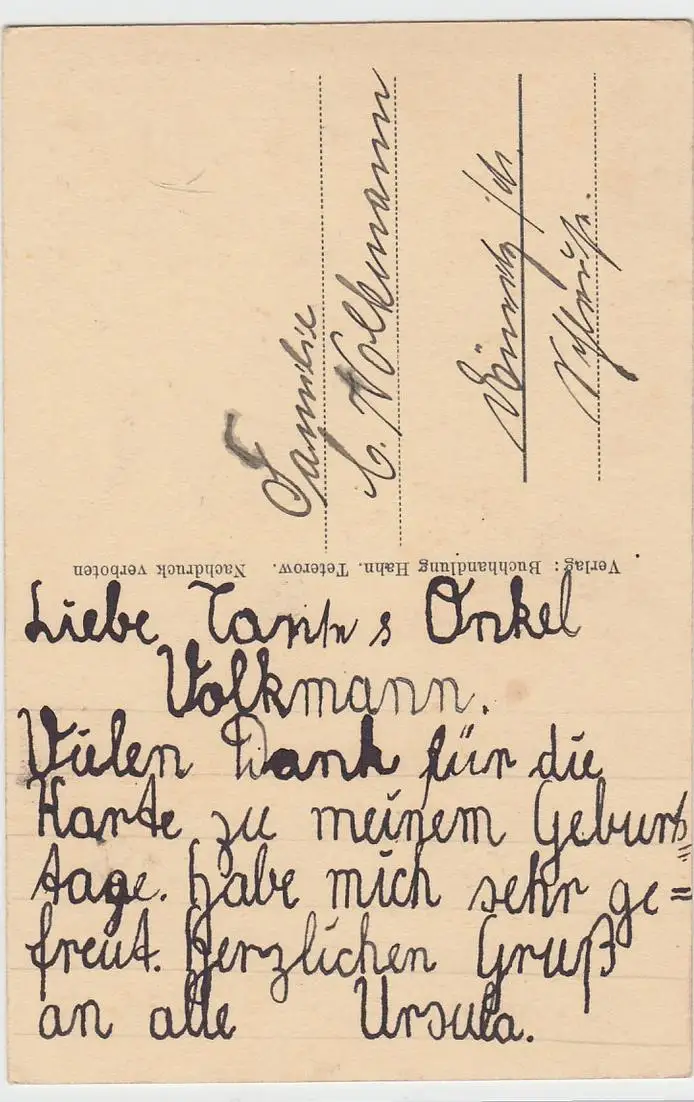 Familie
C. Volkmann
Verlag: Buchhandlung Hahn, Teterow. Nachdruck verboten
Liebe Tante & Onkel
Volkmann.
Vielen Dank für die
Karte zu meinem Geburts=
tage. Habe mich sehr ge=
freut. Herzlichen Gruß
an alle Ursula.